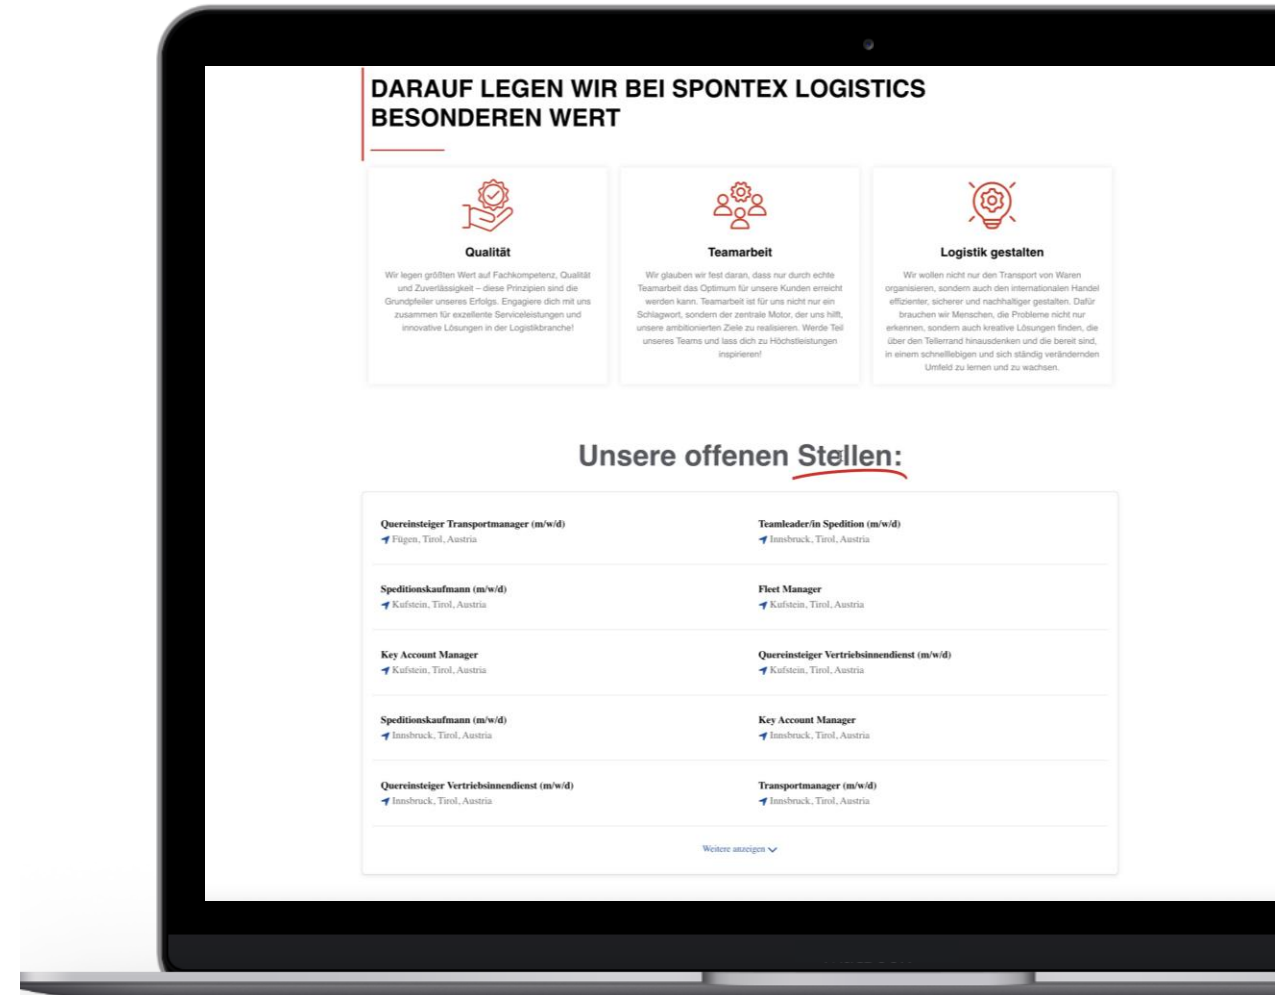 DARAUF LEGEN WIR BEI SPONTEX LOGISTICS
BESONDEREN WERT
Qualität
Wir legen größten Wert auf Fachkompetenz, Qualität
und Zuverlässigkeit – diese Prinzipien sind die
Grundpfeiler unseres Erfolgs. Engagiere dich mit uns
zusammen für exzellente Serviceleistungen und
innovative Lösungen in der Logistikbranche!
Teamarbeit
Wir glauben wir fest daran, dass nur durch echte
Teamarbeit das Optimum für unsere Kunden erreicht
werden kann. Teamarbeit ist für uns nicht nur ein
Schlagwort, sondern der zentrale Motor, der uns hilft,
unsere ambitionierten Ziele zu realisieren. Werde Teil
unseres Teams und lass dich zu Höchstleistungen
inspirieren!
Logistik gestalten
Wir wollen nicht nur den Transport von Waren
organisieren, sondern auch den internationalen Handel
effizienter, sicherer und nachhaltiger gestalten. Dafür
brauchen wir Menschen, die Probleme nicht nur
erkennen, sondern auch kreative Lösungen finden, die
über den Tellerrand hinausdenken und die bereit sind,
in einem schnelllebigen und sich ständig verändernden
Umfeld zu lernen und zu wachsen.
Unsere offenen Stellen:
Quereinsteiger Transportmanager (m/w/d)
Fügen, Tirol, Austria
Teamleader/in Spedition (m/w/d)
Innsbruck, Tirol, Austria
Speditionskaufmann (m/w/d)
Kufstein, Tirol, Austria
Fleet Manager
Kufstein, Tirol, Austria
Key Account Manager
Kufstein, Tirol, Austria
Quereinsteiger Vertriebsinnendienst (m/w/d)
Kufstein, Tirol, Austria
Speditionskaufmann (m/w/d)
Innsbruck, Tirol, Austria
Key Account Manager
Innsbruck, Tirol, Austria
Quereinsteiger Vertriebsinnendienst (m/w/d)
Innsbruck, Tirol, Austria
Transportmanager (m/w/d)
Innsbruck, Tirol, Austria
Weitere anzeigen